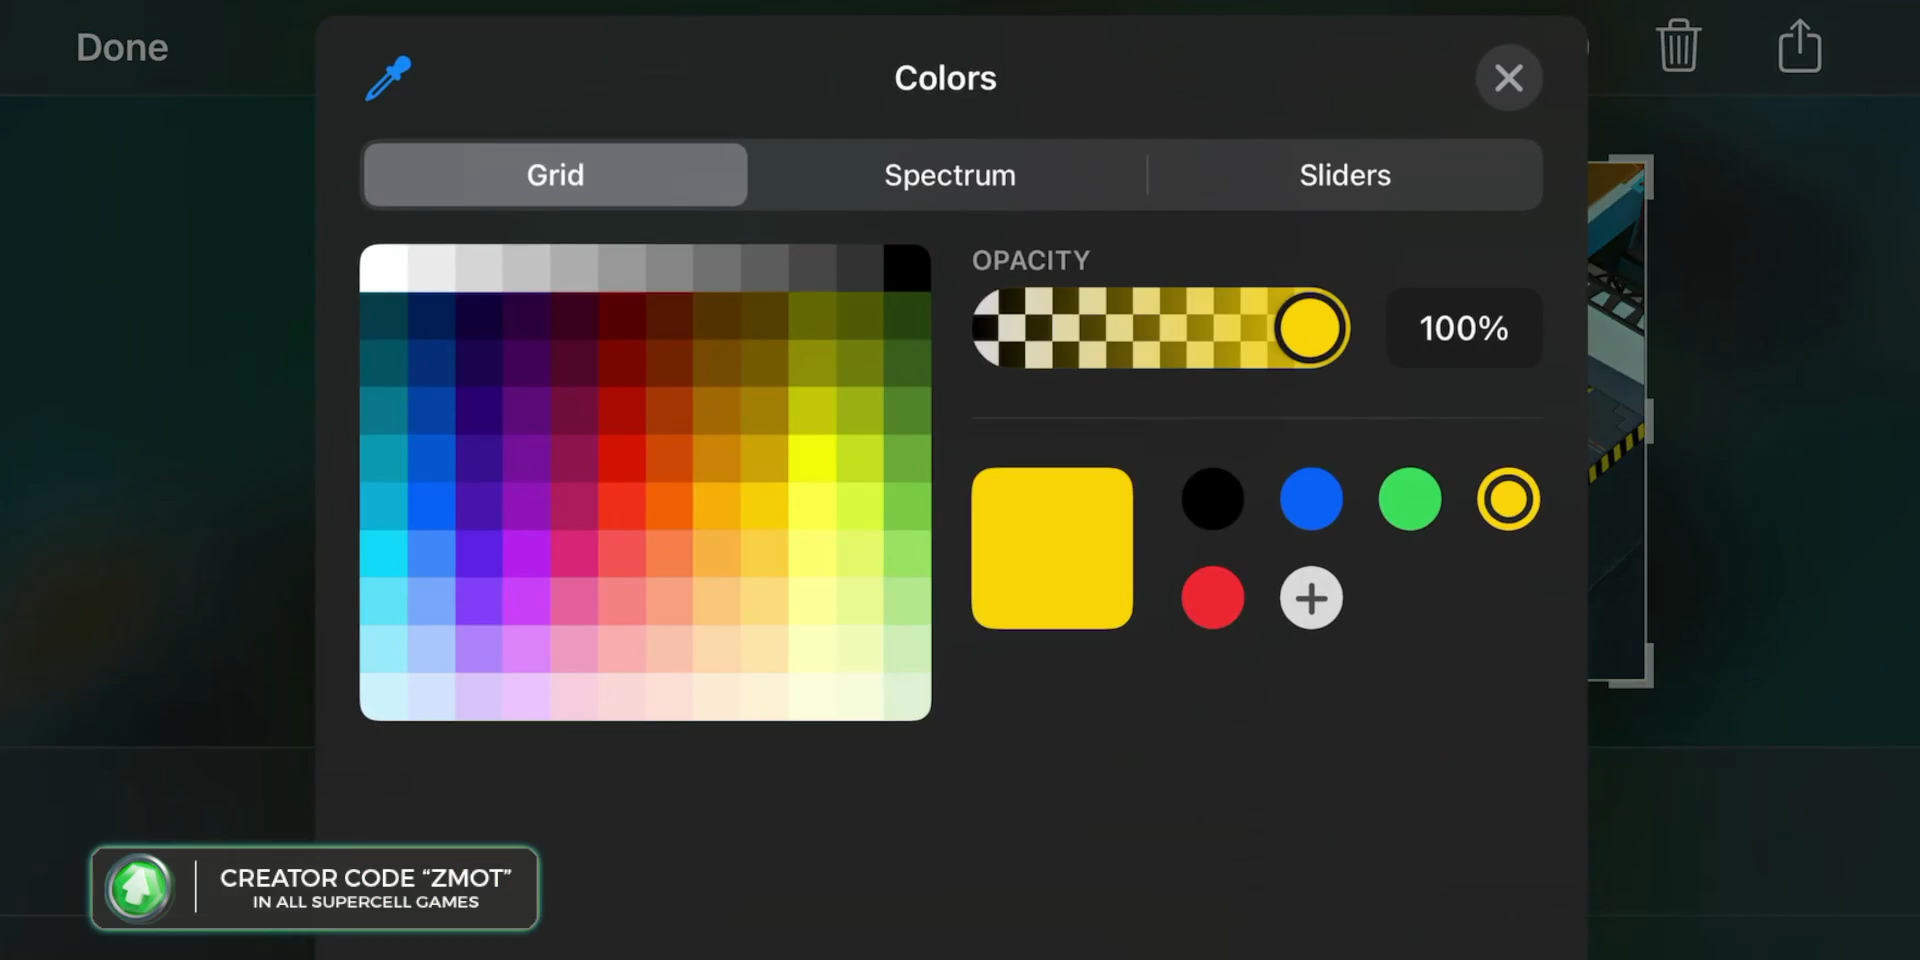 Done
Colors
Grid
Spectrum
Sliders
OPACITY
100%
CREATOR CODE “ZMOT”
IN ALL SUPERCELL GAMES